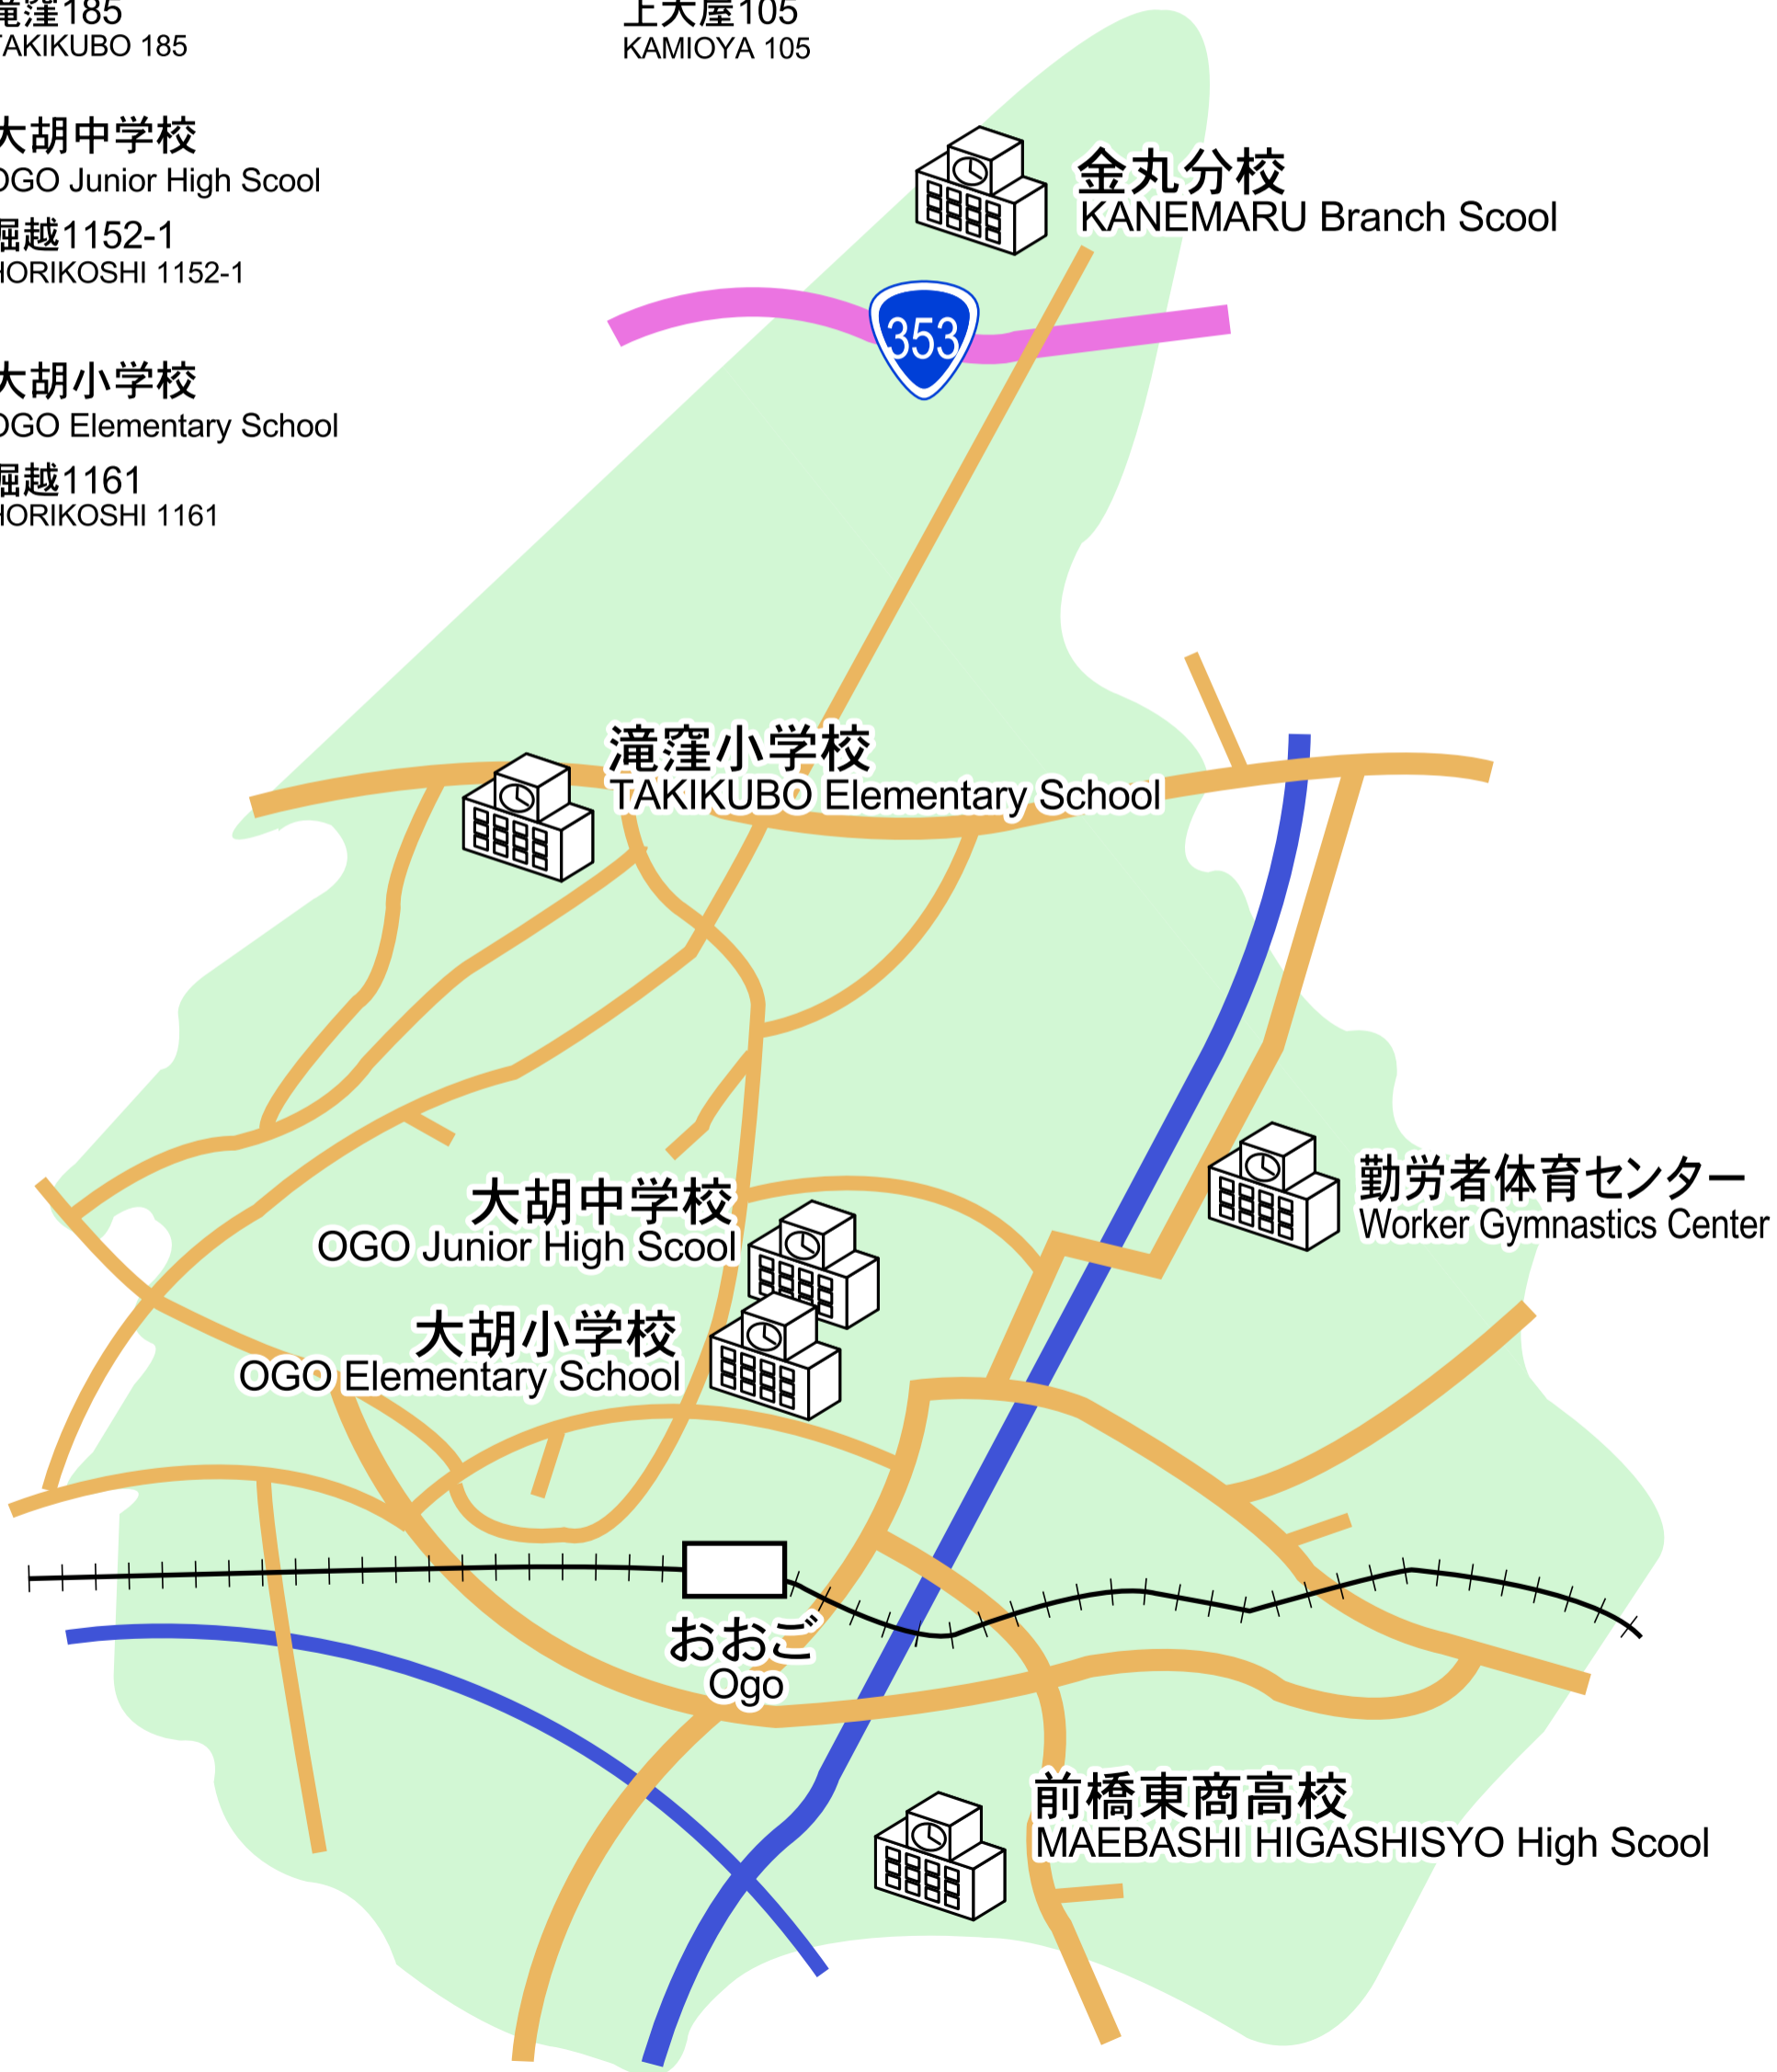 滝窪185
TAKIKUBO 185
上大屋105
KAMIOYA 105
大胡中学校
OGO Junior High Scool
堀越1152-1
HORIKOSHI 1152-1
大胡小学校
OGO Elementary School
堀越1161
HORIKOSHI 1161
金丸分校
KANEMARU Branch Scool
353
滝窪小学校
TAKIKUBO Elementary School
勤労者体育センター
Worker Gymnastics Center
大胡中学校
OGO Junior High Scool
大胡小学校
OGO Elementary School
おおご
Ogo
前橋東商高校
MAEBASHI HIGASHISYO High Scool